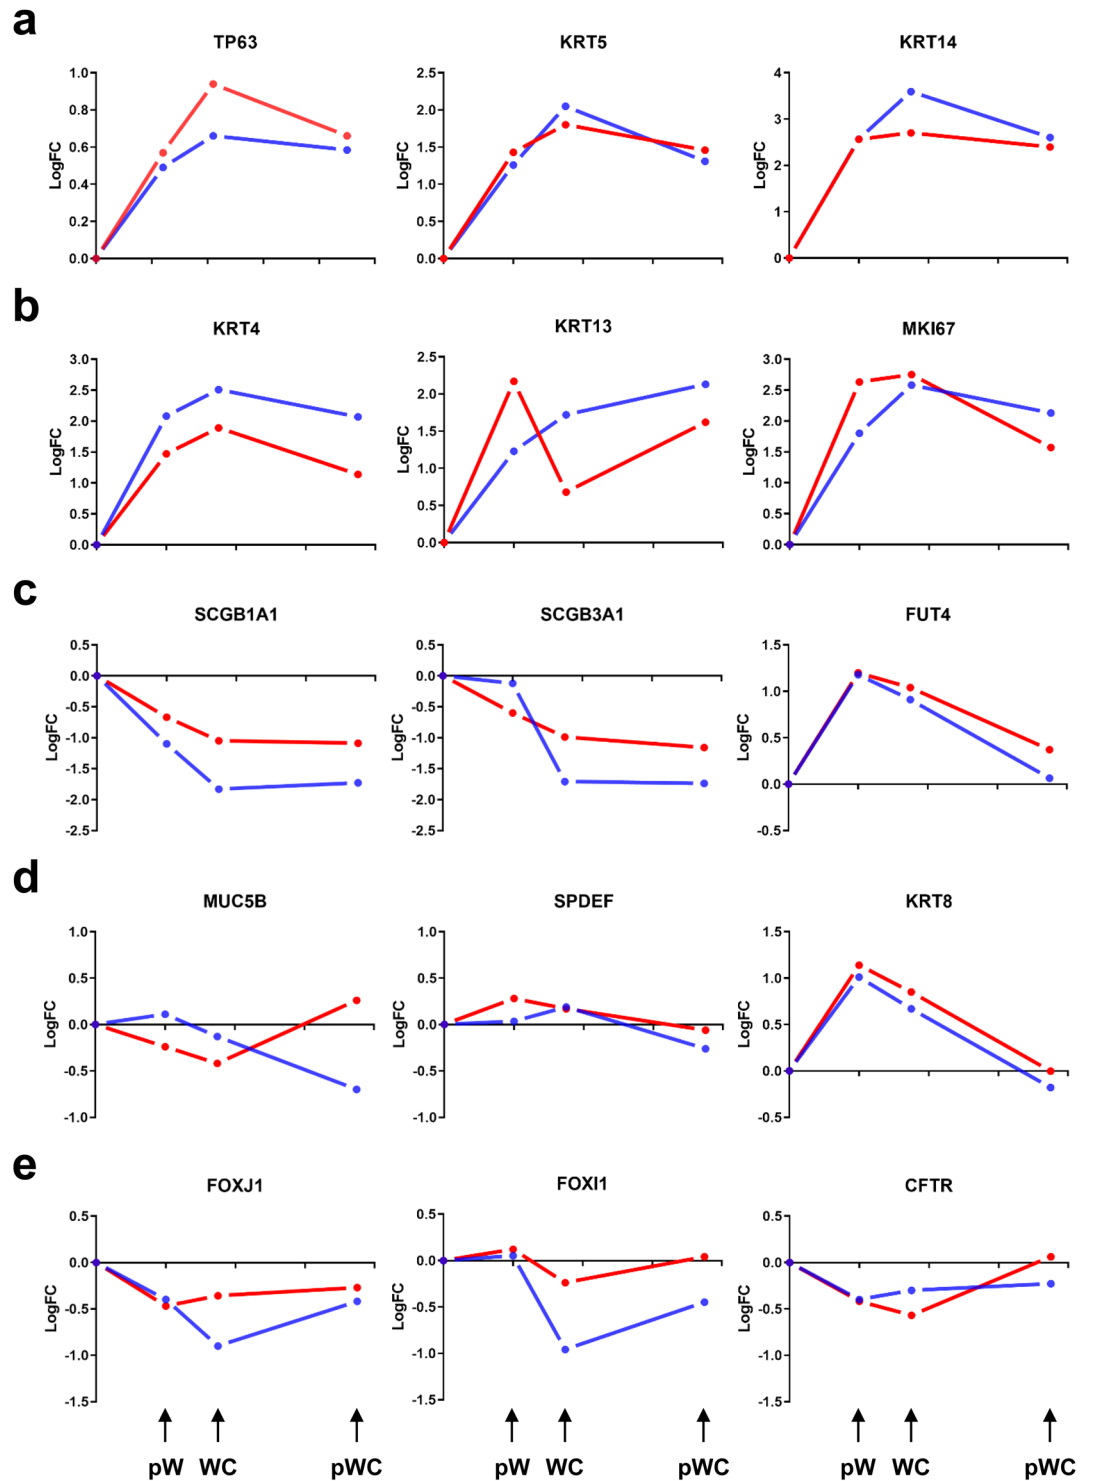 a
TP63 KRT5 KRT14
1.0 2.5 4
0.8 2.0 3
0.6 1.5 2
0.4 1.0 1
0.2 0.5 0
0.0 0.0
LogFC LogFC LogFC
b
KRT4 KRT13 MKI67
3.0 2.5 3.0
2.5 2.0 2.5
2.0 1.5 2.0
1.5 1.0 1.5
1.0 0.5 1.0
0.5 0.0 0.5
0.0 0.0
LogFC LogFC LogFC
c
SCGB1A1 SCGB3A1 FUT4
0.5 0.5 1.5
0.0 0.0 1.0
-0.5 -0.5 0.5
-1.0 -1.0 0.0
-1.5 -1.5 -0.5
-2.0 -2.0
-2.5 -2.5
LogFC LogFC LogFC
d
MUC5B SPDEF KRT8
1.0 1.0 1.5
0.5 0.5 1.0
0.0 0.0 0.5
-0.5 -0.5 0.0
-1.0 -1.0 -0.5
LogFC LogFC LogFC
e
FOXJ1 FOXI1 CFTR
0.5 0.5 0.5
0.0 0.0 0.0
-0.5 -0.5 -0.5
-1.0 -1.0 -1.0
-1.5 -1.5 -1.5
LogFC LogFC LogFC
pW WC pWC pW WC pWC pW WC pWC